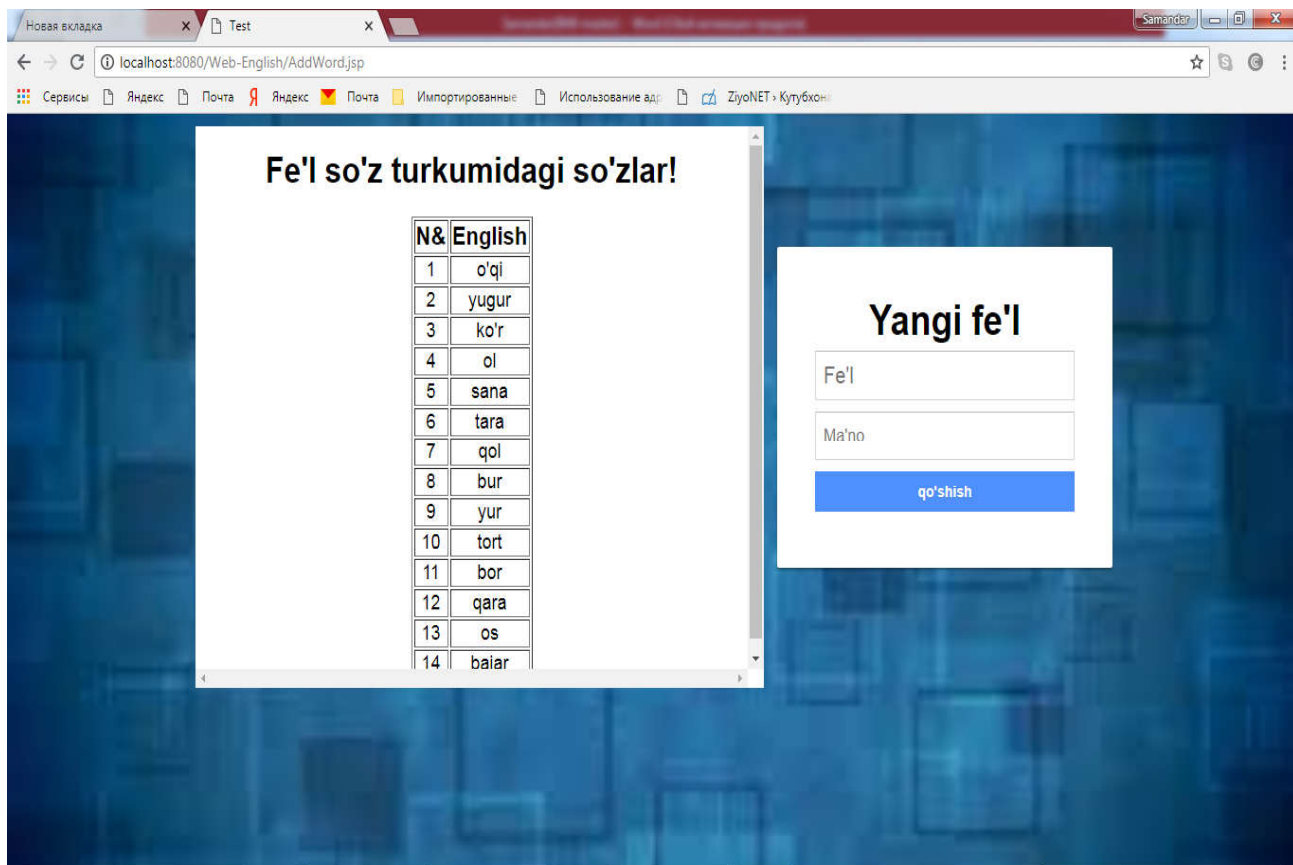 Новая вкладка
Test
Samandar
localhost:8080/Web-English/AddWord.jsp
Сервисы Яндекс Почта Яндекс Почта Импортированные Использование адр ZiyoNET › Кутубхон
Fe'l so'z turkumidagi so'zlar!
N& English
1 o'qi
2 yugur
3 ko'r
4 ol
5 sana
6 tara
7 qol
8 bur
9 yur
10 tort
11 bor
12 qara
13 os
14 bajar
Yangi fe'l
Fe'l
Ma'no
qo'shish